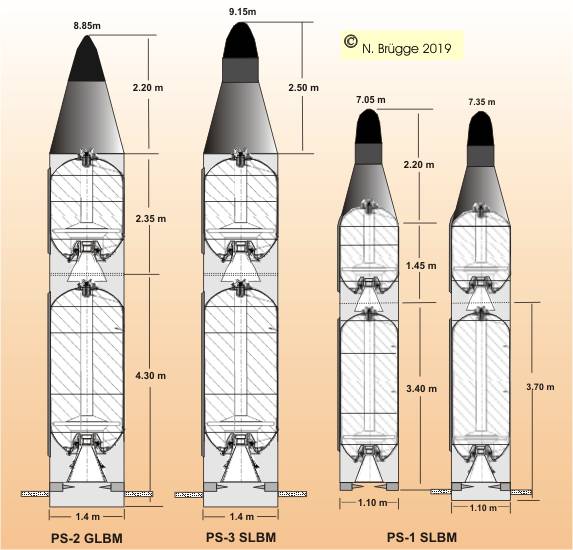 8.85m
9.15m
© N. Brügge 2019
2.20 m
2.50 m
7.05 m
7.35 m
2.20 m
2.35 m
1.45 m
4.30 m
3.40 m
3.70 m
1.4 m
1.4 m
1.10 m
1.10 m
PS-2 GLBM
PS-3 SLBM
PS-1 SLBM